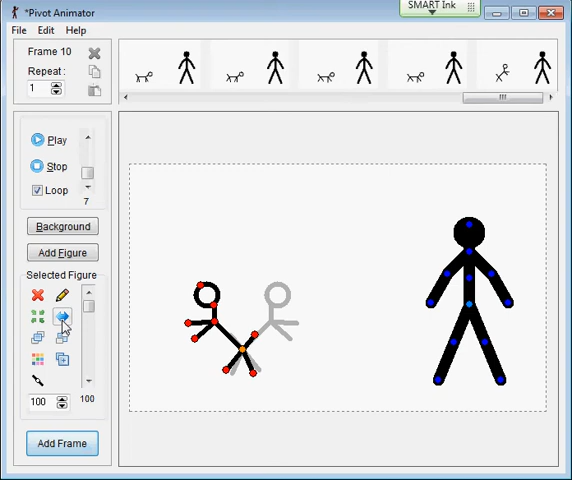 *Pivot Animator
SMART Ink
File Edit Help
Frame 10
Repeat :
1
Play
Stop
Loop
7
Background
Add Figure
Selected Figure
100
100
Add Frame